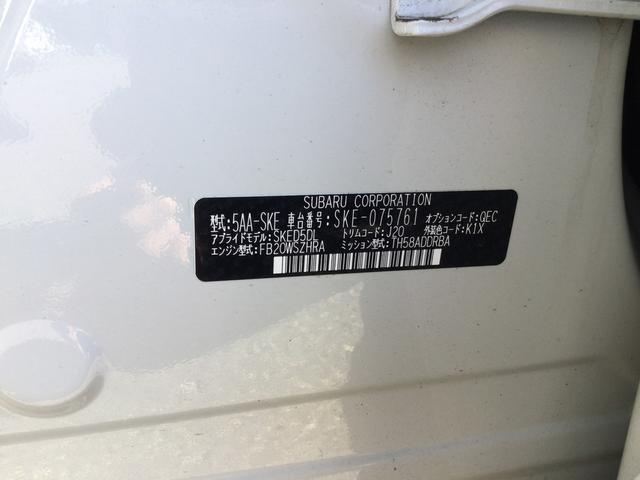 SUBARU CORPORATION
型式:5AA-SKE 車台番号:SKE-075761 オプションコード:QEC
アプライドモデル:SKED5DL トリムコード:J20 外装色コード:K1X
エンジン型式:FB20WSZHRA ミッション型式:TH58ADDRBA